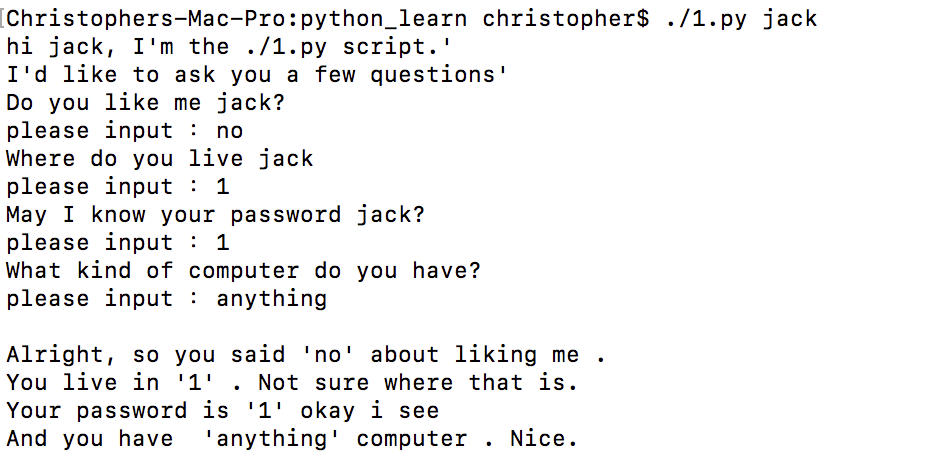 [Christophers-Mac-Pro:python_learn christopher$ ./1.py jack
hi jack, I'm the ./1.py script.'
I'd like to ask you a few questions'
Do you like me jack?
please input : no
Where do you live jack
please input : 1
May I know your password jack?
please input : 1
What kind of computer do you have?
please input : anything

Alright, so you said 'no' about liking me .
You live in '1' . Not sure where that is.
Your password is '1' okay i see
And you have  'anything' computer . Nice.